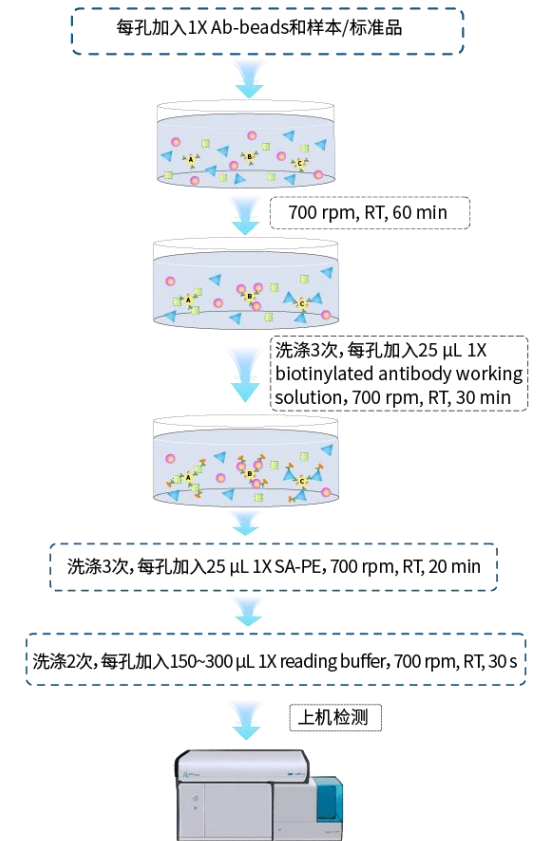 每孔加入1X Ab-beads和样本/标准品
A
B
C
700 rpm, RT, 60 min
A
B
C
洗涤3次，每孔加入25 µL 1X
biotinylated antibody working
solution，700 rpm, RT, 30 min
A
B
C
洗涤3次，每孔加入25 µL 1X SA-PE，700 rpm, RT, 20 min
洗涤2次，每孔加入150~300 µL 1X reading buffer，700 rpm, RT, 30 s
上机检测